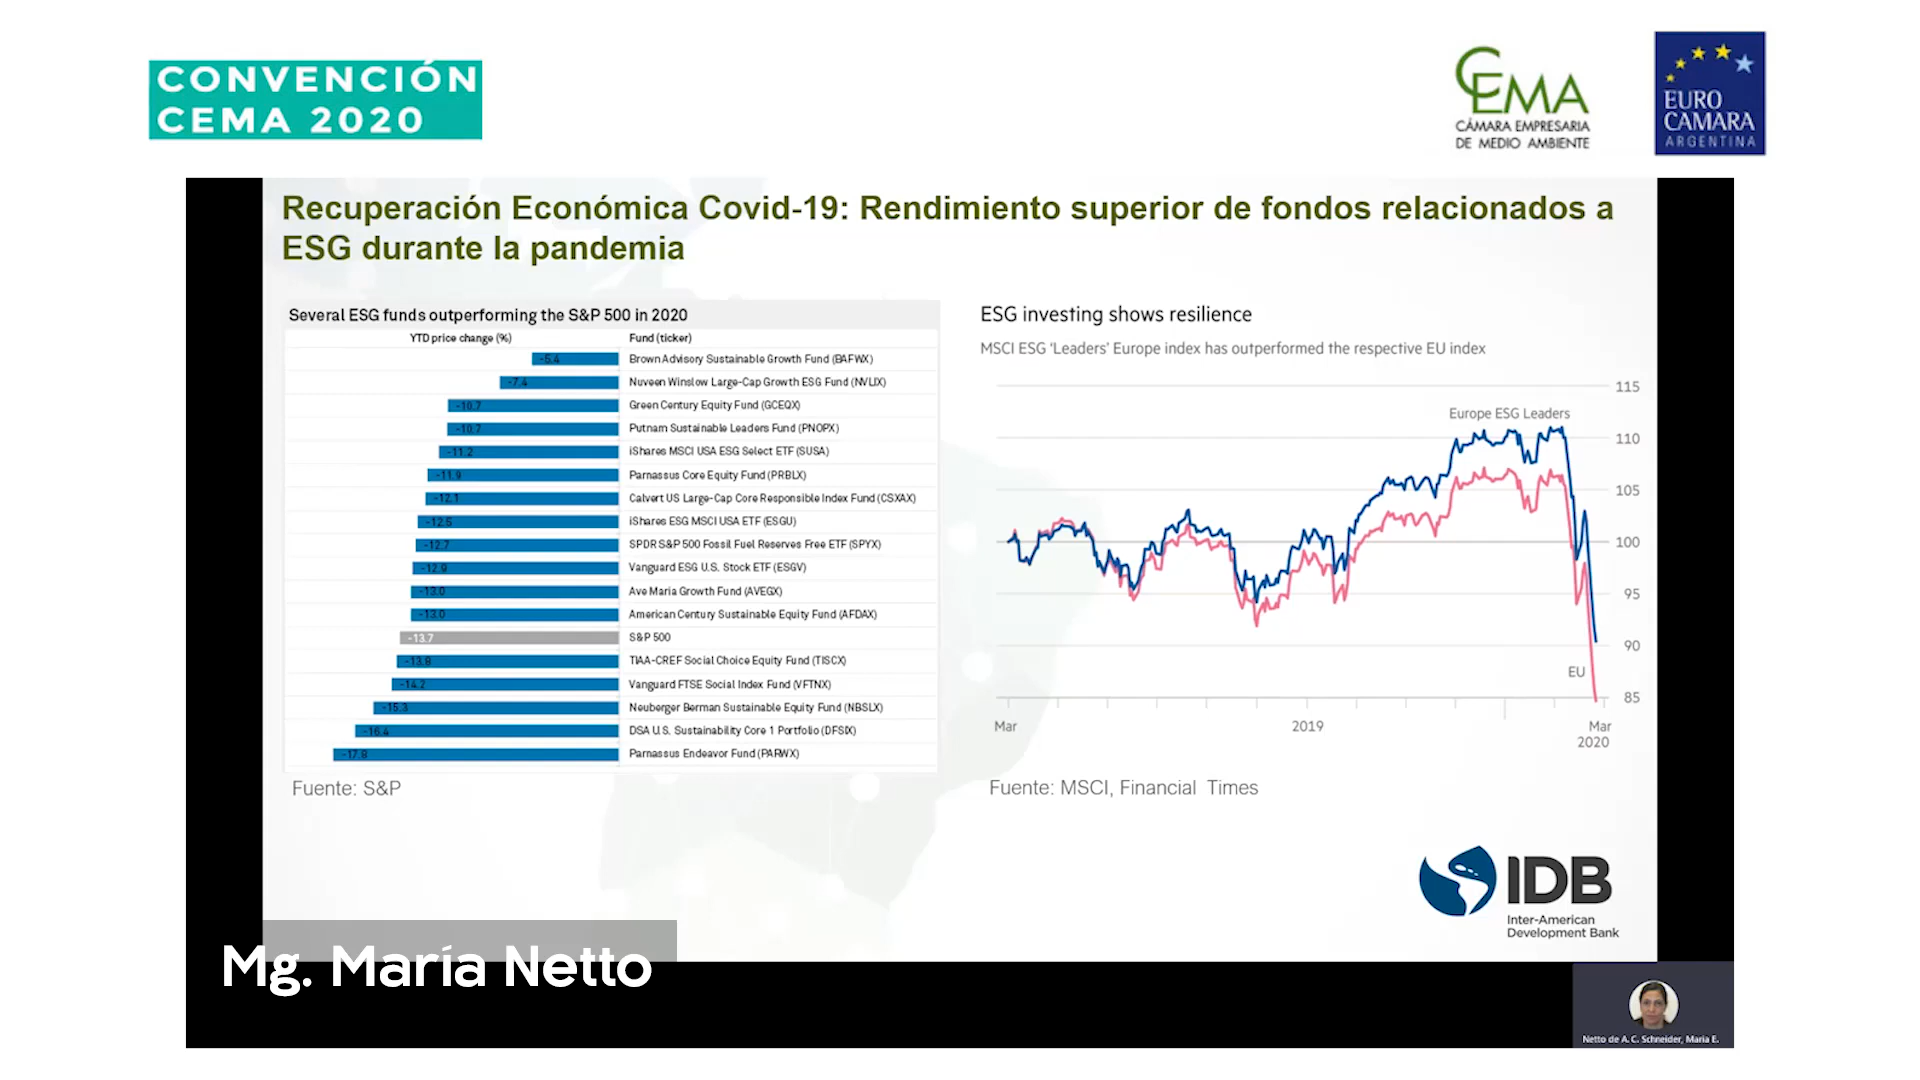 CONVENCIÓN
CEMA 2020
CEMA
CÁMARA EMPRESARIA
DE MEDIO AMBIENTE
EURO
CAMARA
ARGENTINA
Recuperación Económica Covid-19: Rendimiento superior de fondos relacionados a
ESG durante la pandemia
Several ESG funds outperforming the S&P 500 in 2020
YTD price change (%) Fund (ticker)
-5.4 Brown Advisory Sustainable Growth Fund (BAFWX)
-7.4 Nuveen Winslow Large-Cap Growth ESG Fund (NVLIX)
-10.7 Green Century Equity Fund (GCEQX)
-10.7 Putnam Sustainable Leaders Fund (PNOPX)
-11.2 iShares MSCI USA ESG Select ETF (SUSA)
-11.9 Parnassus Core Equity Fund (PRBLX)
-12.1 Calvert US Large-Cap Core Responsible Index Fund (CSXAX)
-12.5 iShares ESG MSCI USA ETF (ESGU)
-12.7 SPDR S&P 500 Fossil Fuel Reserves Free ETF (SPYX)
-12.9 Vanguard ESG U.S. Stock ETF (ESGV)
-13.0 Ave Maria Growth Fund (AVEGX)
-13.0 American Century Sustainable Equity Fund (AFDAX)
-13.7 S&P 500
-13.8 TIAA-CREF Social Choice Equity Fund (TISCX)
-14.2 Vanguard FTSE Social Index Fund (VFTNX)
-15.3 Neuberger Berman Sustainable Equity Fund (NBSLX)
-16.4 DSA U.S. Sustainability Core 1 Portfolio (DFSIX)
-17.8 Parnassus Endeavor Fund (PARWX)
Fuente: S&P
ESG investing shows resilience
MSCI ESG 'Leaders' Europe index has outperformed the respective EU index
115
Europe ESG Leaders
110
105
100
95
90
EU
85
Mar 2019 Mar
2020
Fuente: MSCI, Financial Times
IDB
Inter-American
Development Bank
Mg. María Netto
Netto de A. C. Schneider, Maria E.